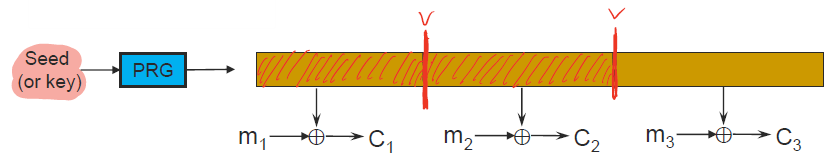 Seed
(or key)
PRG
V V
m1 ⊕ C1 m2 ⊕ C2 m3 ⊕ C3